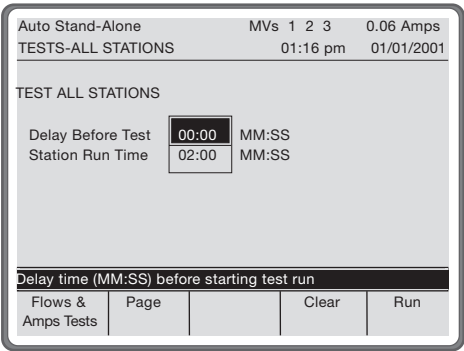 Auto Stand-Alone MVs 1 2 3 0.06 Amps
TESTS-ALL STATIONS 01:16 pm 01/01/2001
TEST ALL STATIONS
Delay Before Test 00:00 MM:SS
Station Run Time 02:00 MM:SS
Delay time (MM:SS) before starting test run
Flows & Page Clear Run
Amps Tests